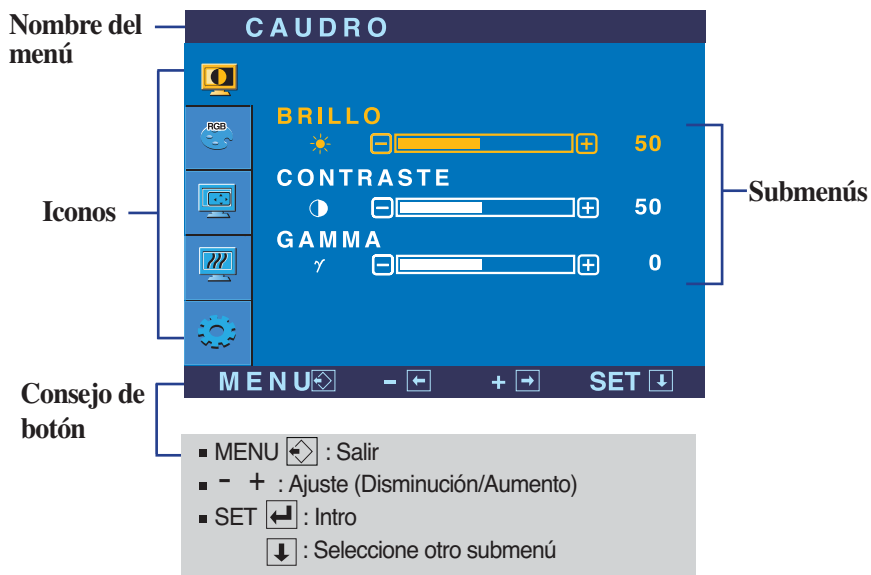 Nombre del
menú
CAUDRO
RGB
Iconos
BRILLO
50
CONTRASTE
50
GAMMA
γ
0
Submenús
MENU - + SET
Consejo de
botón
MENU : Salir
- + : Ajuste (Disminución/Aumento)
SET : Intro
: Seleccione otro submenú